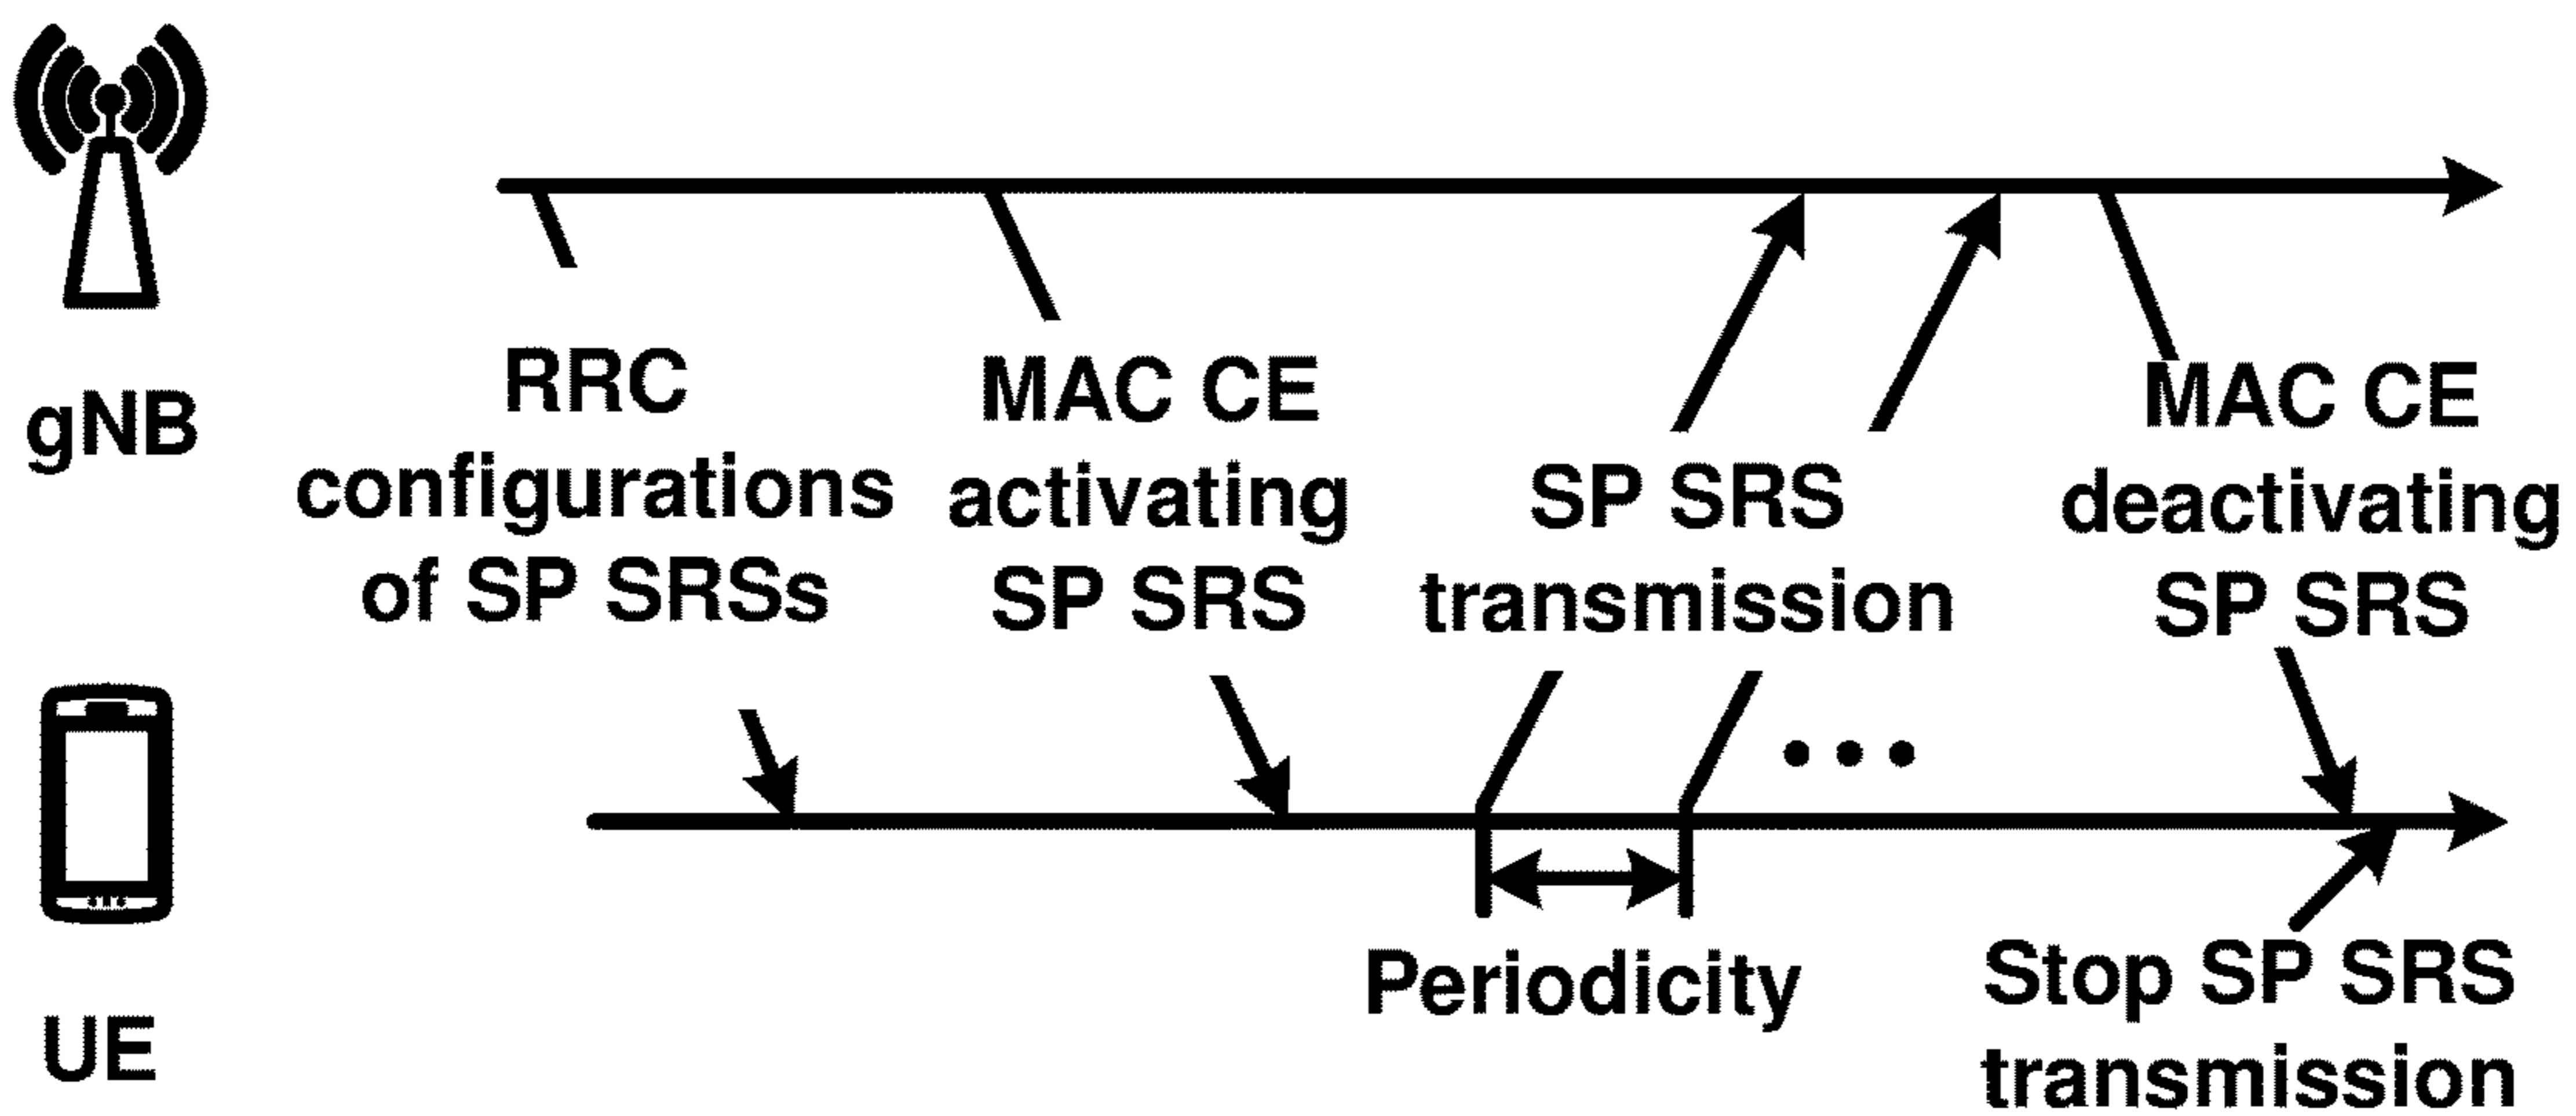 gNB
RRC
configurations
of SP SRSs
MAC CE
activating
SP SRS
SP SRS
transmission
MAC CE
deactivating
SP SRS
UE
Periodicity
Stop SP SRS
transmission